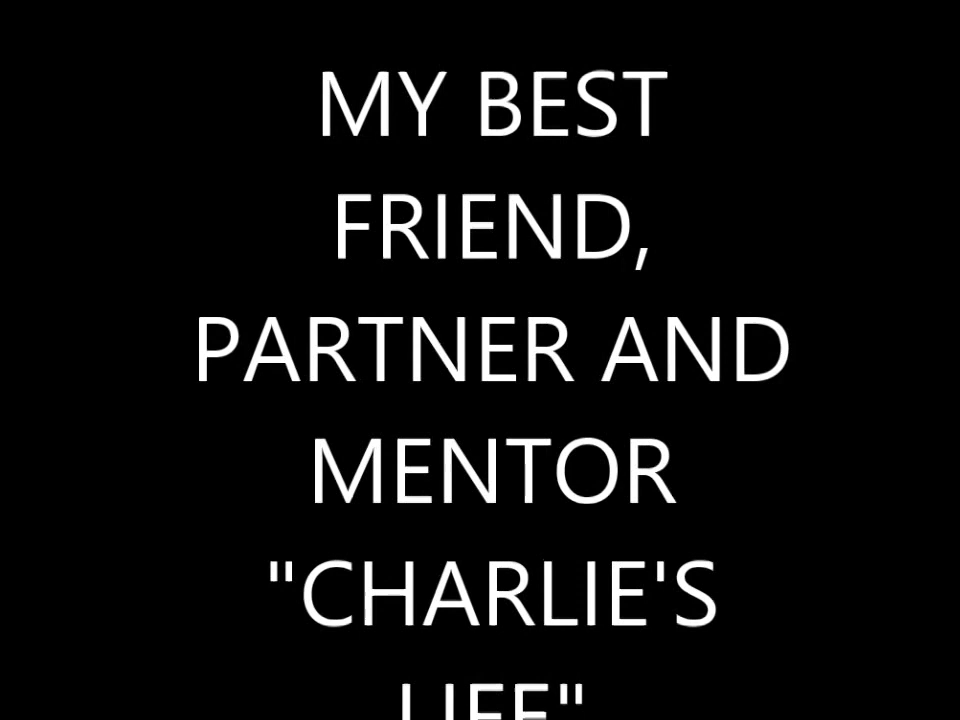 MY BEST
FRIEND,
PARTNER AND
MENTOR
"CHARLIE'S
LIFE"